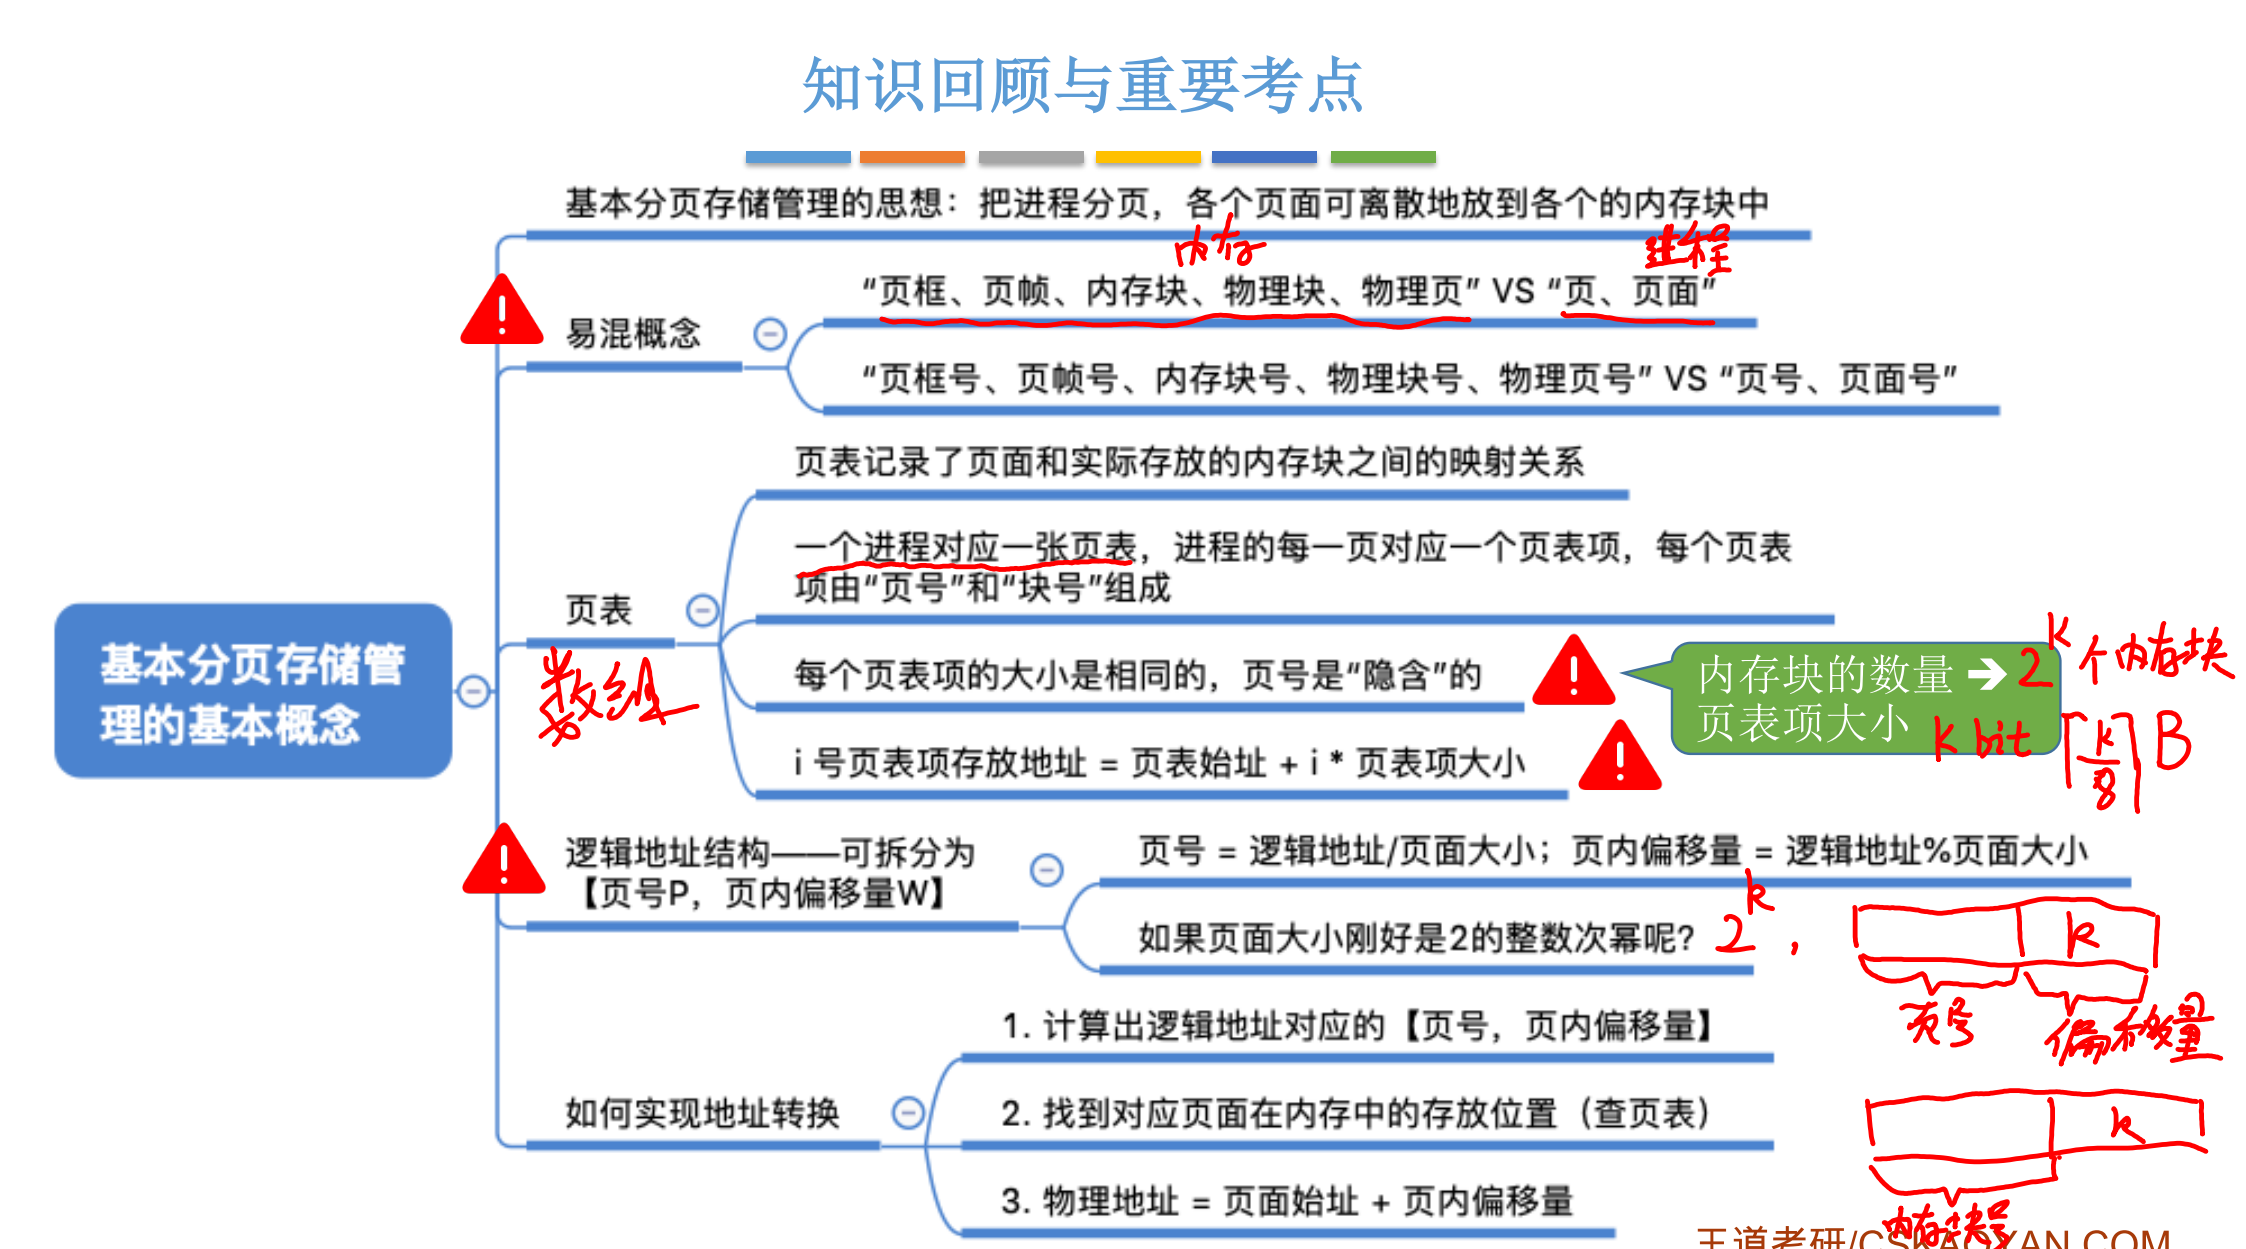 知识回顾与重要考点
基本分页存储管理的思想：把进程分页，各个页面可离散地放到各个的内存块中
内存
进程
易混概念
“页框、页帧、内存块、物理块、物理页” VS “页、页面”
“页框号、页帧号、内存块号、物理块号、物理页号” VS “页号、页面号”
页表记录了页面和实际存放的内存块之间的映射关系
一个进程对应一张页表，进程的每一页对应一个页表项，每个页表
项由“页号”和“块号”组成
页表
数组
每个页表项的大小是相同的，页号是“隐含”的
内存块的数量 ➔ 2^K 个内存块
页表项大小 K bit ⌈K/8⌉ B
i 号页表项存放地址 = 页表始址 + i * 页表项大小
基本分页存储管
理的基本概念
逻辑地址结构——可拆分为
【页号P，页内偏移量W】
页号 = 逻辑地址/页面大小；页内偏移量 = 逻辑地址%页面大小
如果页面大小刚好是2的整数次幂呢？ 2^k ,
k
页号 偏移量
如何实现地址转换
1. 计算出逻辑地址对应的【页号，页内偏移量】
2. 找到对应页面在内存中的存放位置（查页表）
3. 物理地址 = 页面始址 + 页内偏移量
k
内存块号
王道考研/CSKAOYAN.COM